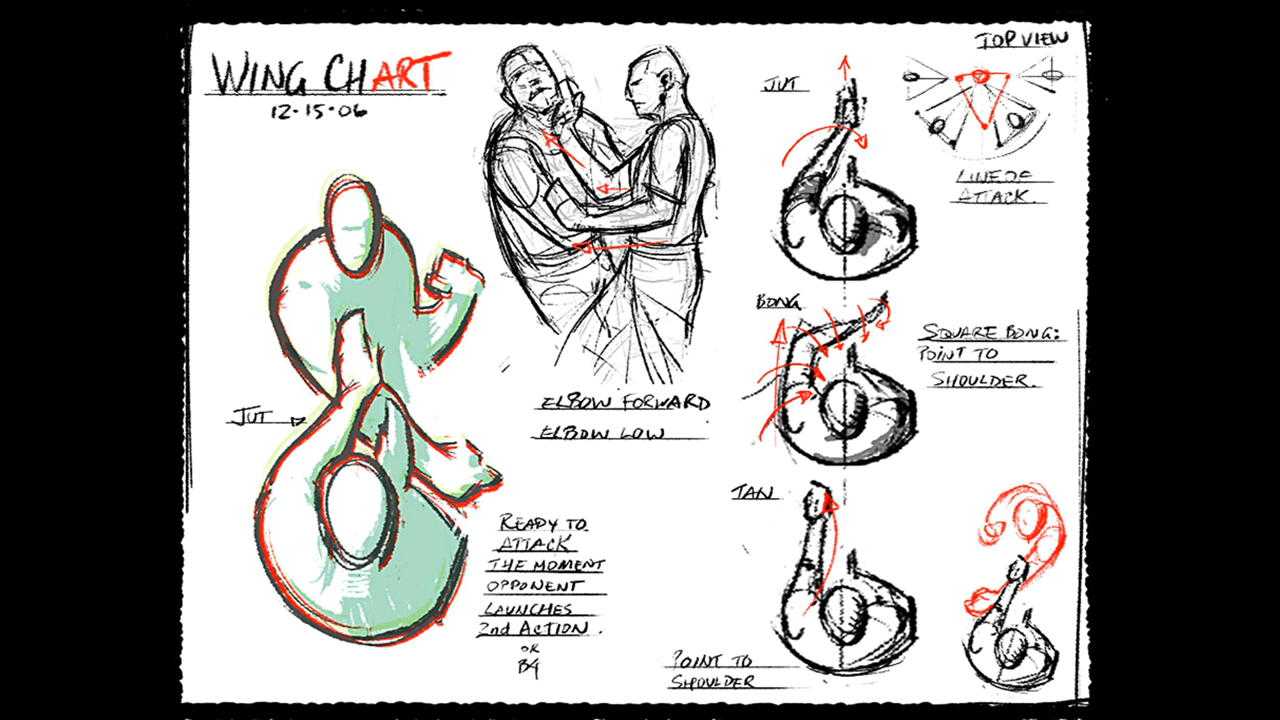 WING CHART
12-15-06
JUT
TOP VIEW
LINE OF
ATTACK.
BONG
SQUARE BONG:
POINT TO
SHOULDER.
ELBOW FORWARD
ELBOW LOW
JUT
TAN
READY TO
ATTACK
THE MOMENT
OPPONENT
LAUNCHES
2nd ACTION.
OR
POINT TO
SHOULDER